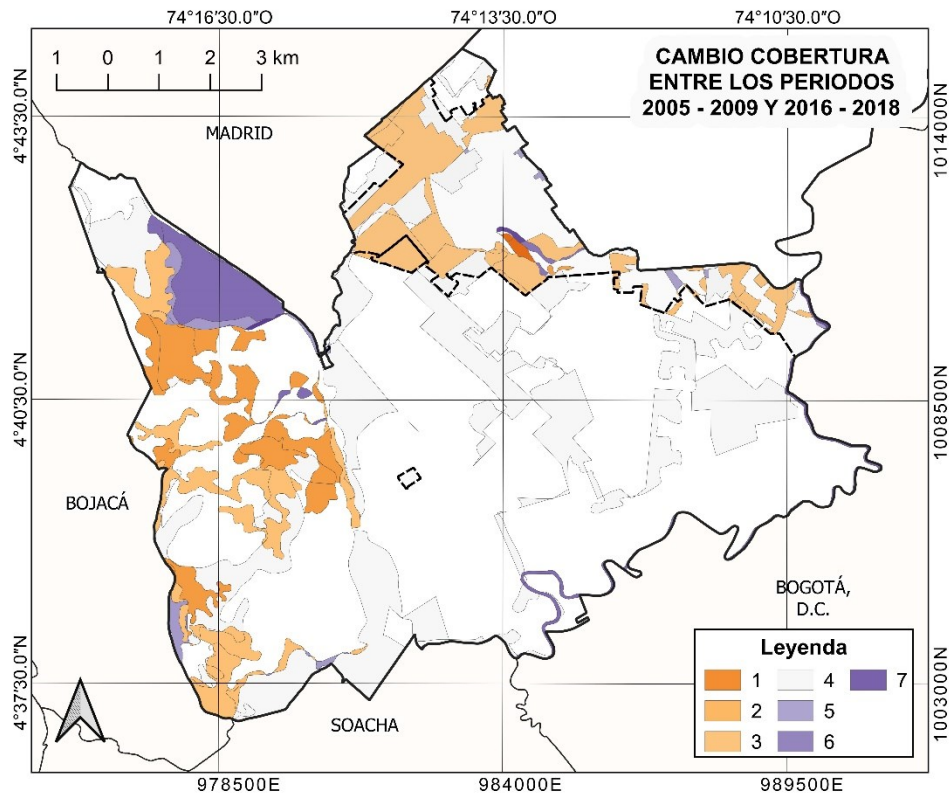 74°16'30.0"O 74°13'30.0"O 74°10'30.0"O
1 0 1 2 3 km
CAMBIO COBERTURA
ENTRE LOS PERIODOS
2005 - 2009 Y 2016 - 2018
4°43'30.0"N
1014000N
MADRID
4°40'30.0"N
1008500N
BOJACÁ
BOGOTÁ,
D.C.
Leyenda
1 4 7
2 5
3 6
4°37'30.0"N
1003000N
SOACHA
978500E 984000E 989500E